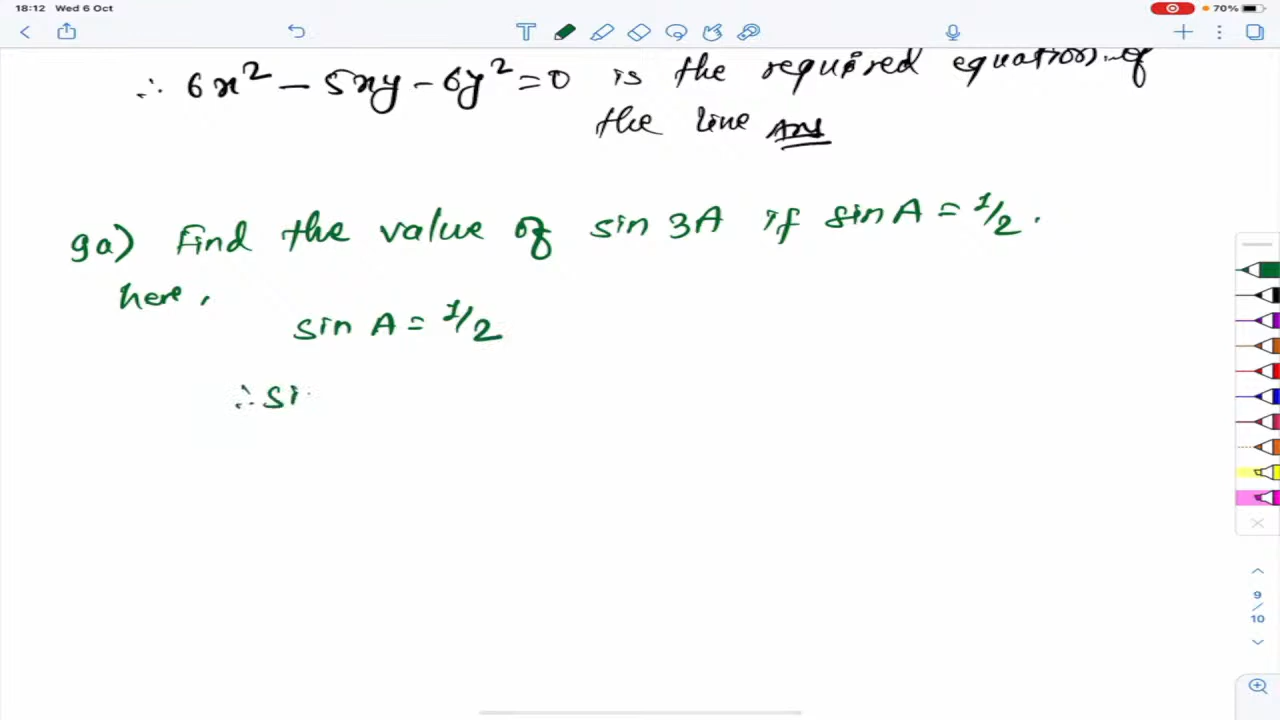 18:12 Wed 6 Oct
70%
∴ 6x² – 5xy – 6y² = 0 is the required equation of
the line Ans
9a) Find the value of sin 3A if sin A = 1/2.
here,
sin A = 1/2
∴ si
9
/
10